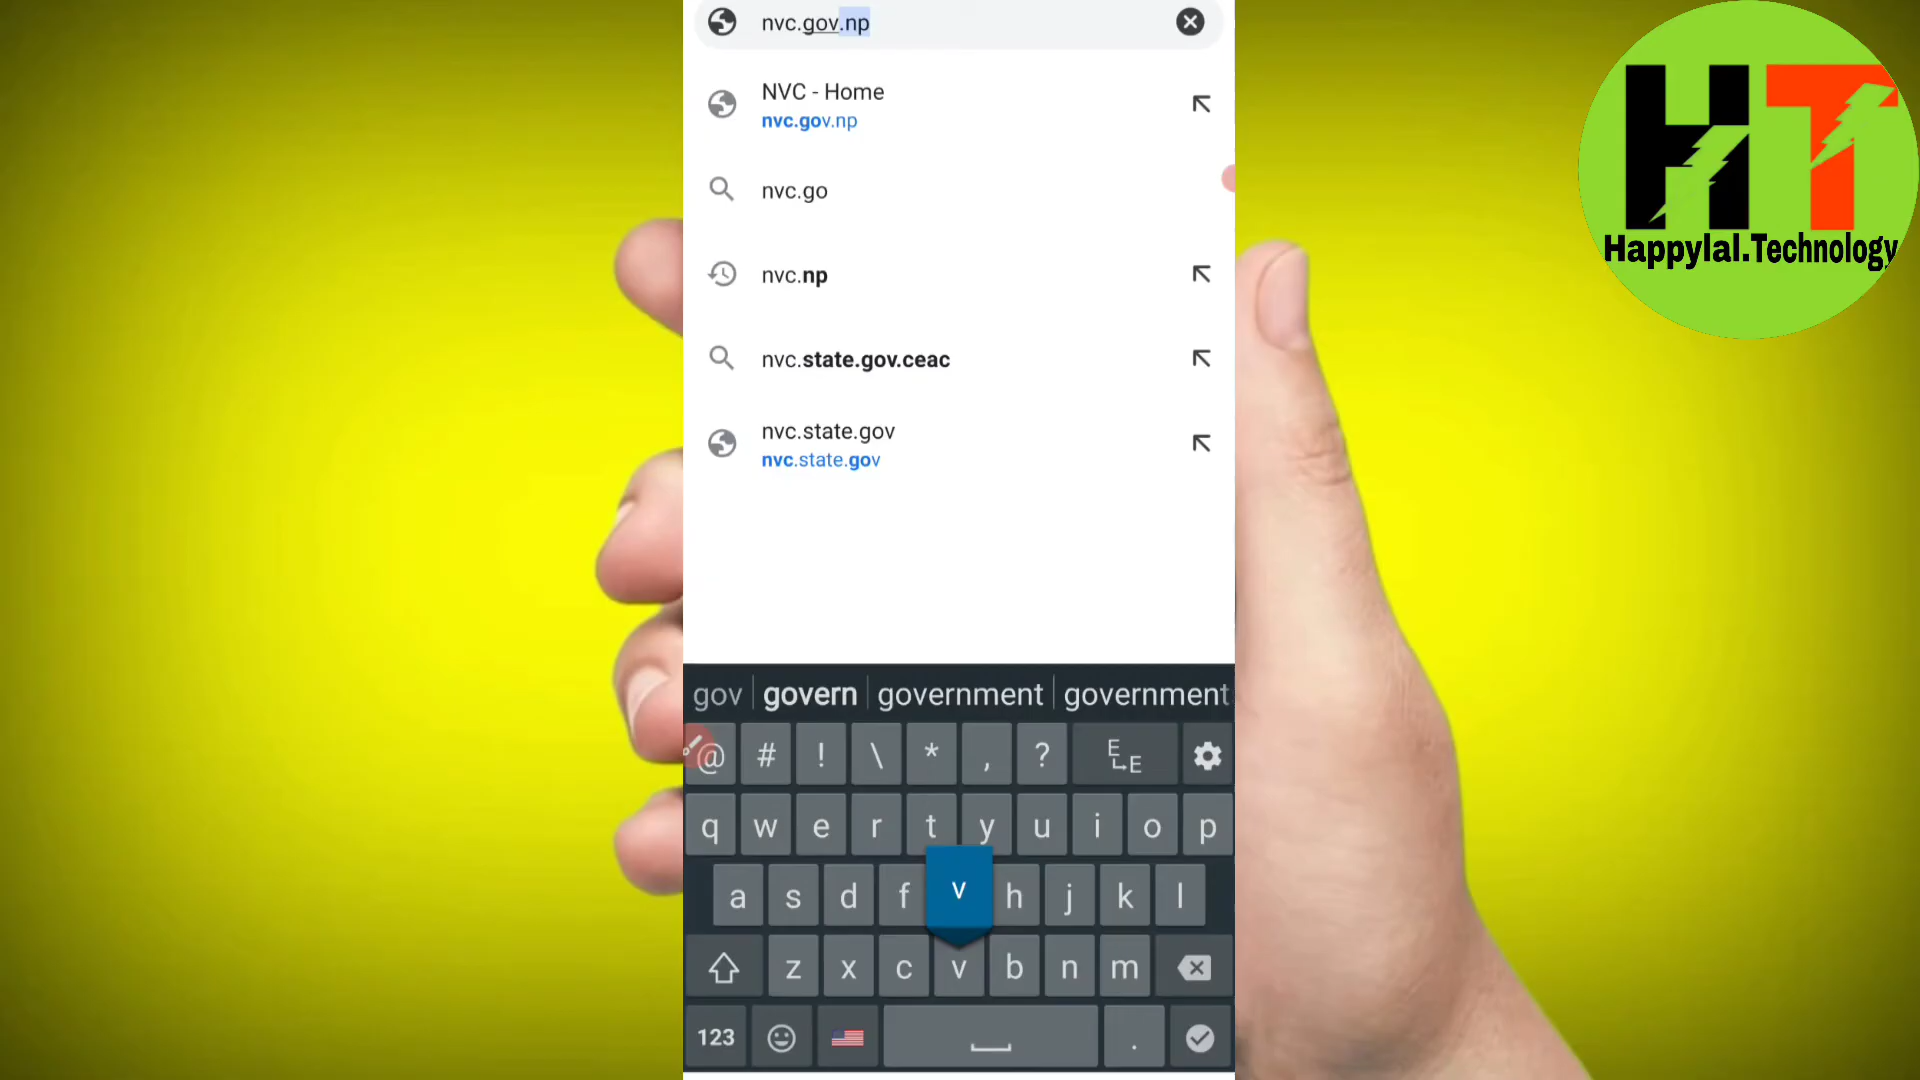 nvc.gov.np
NVC - Home
nvc.gov.np
nvc.go
nvc.np
nvc.state.gov.ceac
nvc.state.gov
nvc.state.gov
gov govern government government
@ # ! \ * , ? E E
q w e r t y u i o p
a s d f v h j k l
z x c v b n m
123 .
HT
Happylal.Technology